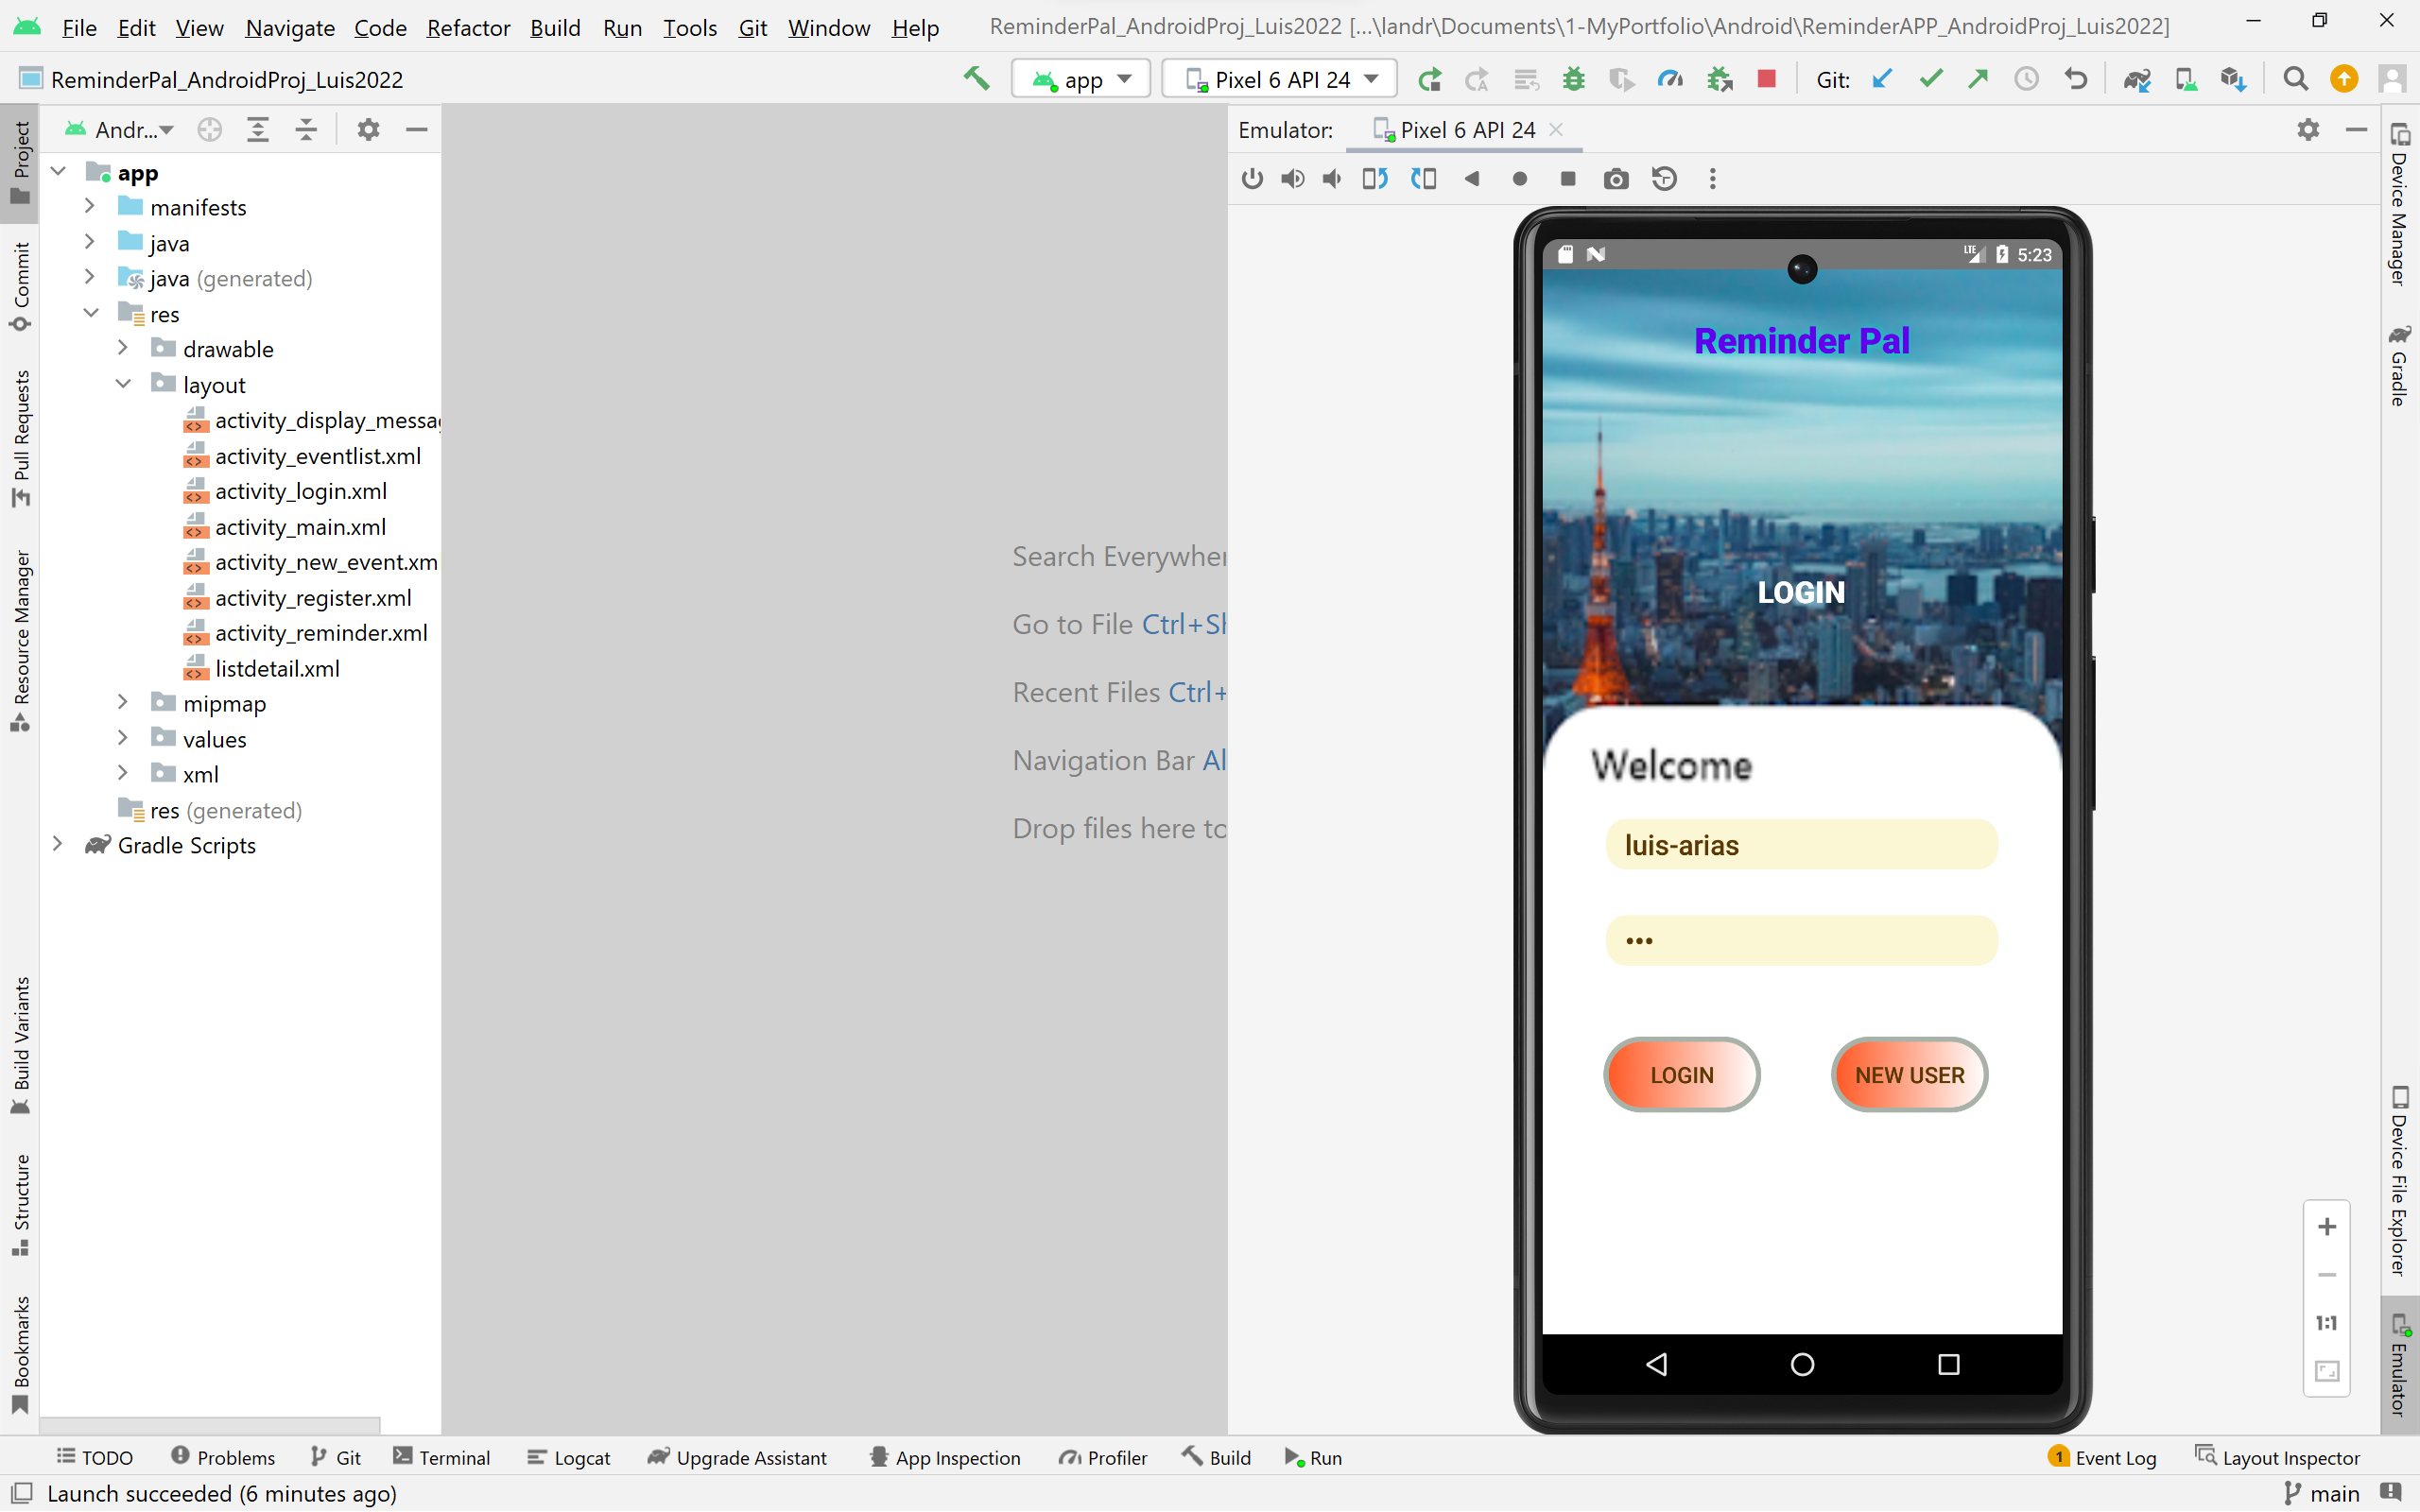 File Edit View Navigate Code Refactor Build Run Tools Git Window Help ReminderPal_AndroidProj_Luis2022 [...\landr\Documents\1-MyPortfolio\Android\ReminderAPP_AndroidProj_Luis2022]
ReminderPal_AndroidProj_Luis2022 app Pixel 6 API 24 Git:
Project
Commit
Pull Requests
Resource Manager
Build Variants
Structure
Bookmarks
Andr...
app
manifests
java
java (generated)
res
drawable
layout
activity_display_messa
activity_eventlist.xml
activity_login.xml
activity_main.xml
activity_new_event.xm
activity_register.xml
activity_reminder.xml
listdetail.xml
mipmap
values
xml
res (generated)
Gradle Scripts
Search Everywher
Go to File Ctrl+Sh
Recent Files Ctrl+
Navigation Bar Al
Drop files here to
Emulator: Pixel 6 API 24
LTE 5:23
Reminder Pal
LOGIN
Welcome
luis-arias
•••
LOGIN NEW USER
1:1
Device Manager
Gradle
Device File Explorer
Emulator
TODO Problems Git Terminal Logcat Upgrade Assistant App Inspection Profiler Build Run 1 Event Log Layout Inspector
Launch succeeded (6 minutes ago) main